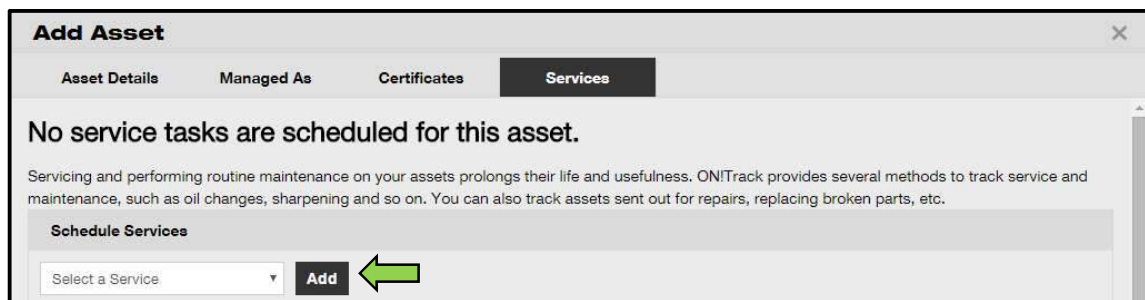 Add Asset
Asset Details Managed As Certificates Services
No service tasks are scheduled for this asset.
Servicing and performing routine maintenance on your assets prolongs their life and usefulness. ON!Track provides several methods to track service and
maintenance, such as oil changes, sharpening and so on. You can also track assets sent out for repairs, replacing broken parts, etc.
Schedule Services
Select a Service Add